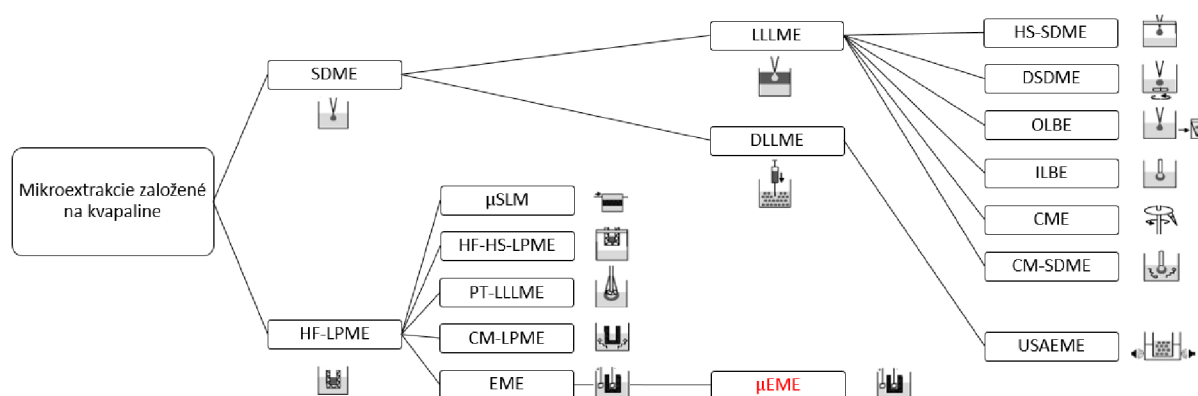 Mikroextrakcie založené
na kvapaline
SDME
HF-LPME
µSLM
HF-HS-LPME
PT-LLLME
CM-LPME
EME
µEME
LLLME
DLLME
HS-SDME
DSDME
OLBE
ILBE
CME
CM-SDME
USAEME